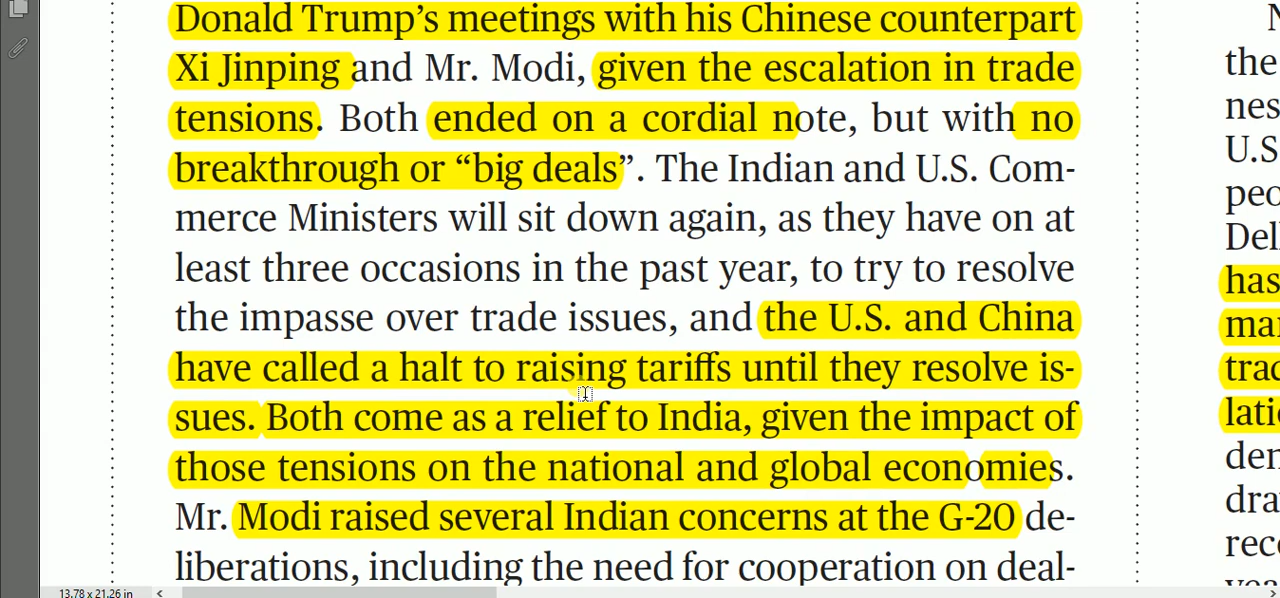 Donald Trump’s meetings with his Chinese counterpart
Xi Jinping and Mr. Modi, given the escalation in trade
tensions. Both ended on a cordial note, but with no
breakthrough or “big deals”. The Indian and U.S. Com-
merce Ministers will sit down again, as they have on at
least three occasions in the past year, to try to resolve
the impasse over trade issues, and the U.S. and China
have called a halt to raising tariffs until they resolve is-
sues. Both come as a relief to India, given the impact of
those tensions on the national and global economies.
Mr. Modi raised several Indian concerns at the G-20 de-
liberations, including the need for cooperation on deal-
the
U.S
has
13.78 x 21.26 in